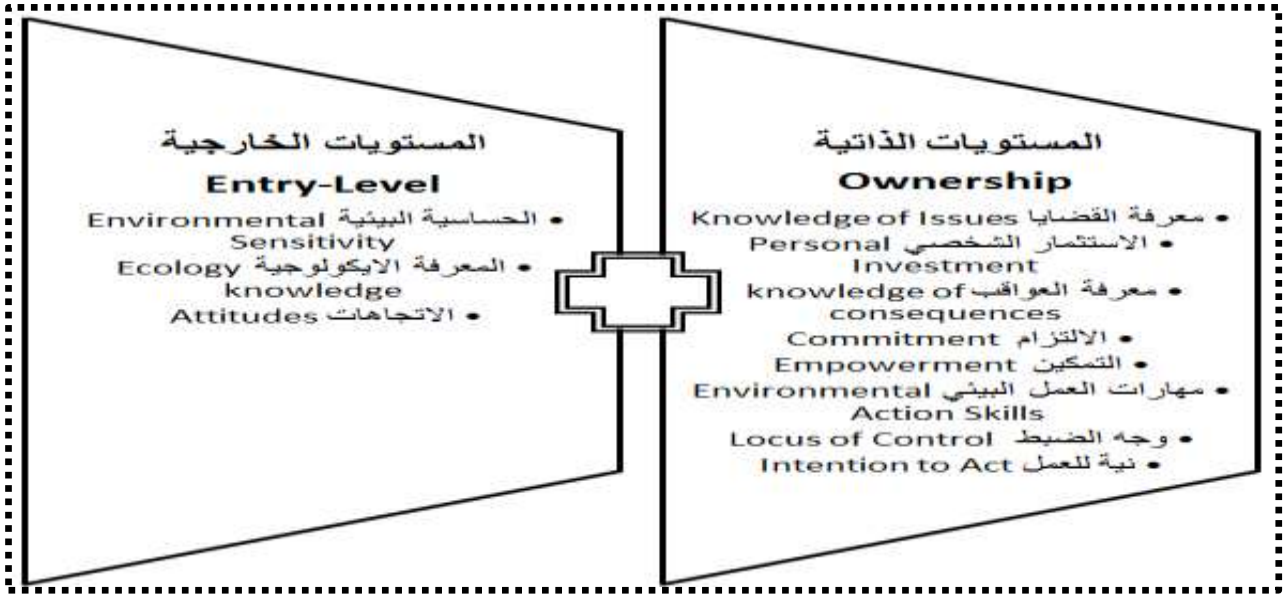 المستويات الذاتية
Ownership
• معرفة القضايا Knowledge of Issues
• الاستثمار الشخصي Personal
Investment
• معرفة العواقب knowledge of
consequences
• الالتزام Commitment
• التمكين Empowerment
• مهارات العمل البيئي Environmental
Action Skills
• وجه الضبط Locus of Control
• نية للعمل Intention to Act
المستويات الخارجية
Entry-Level
• الحساسية البيئية Environmental
Sensitivity
• المعرفة الايكولوجية Ecology
knowledge
• الاتجاهات Attitudes